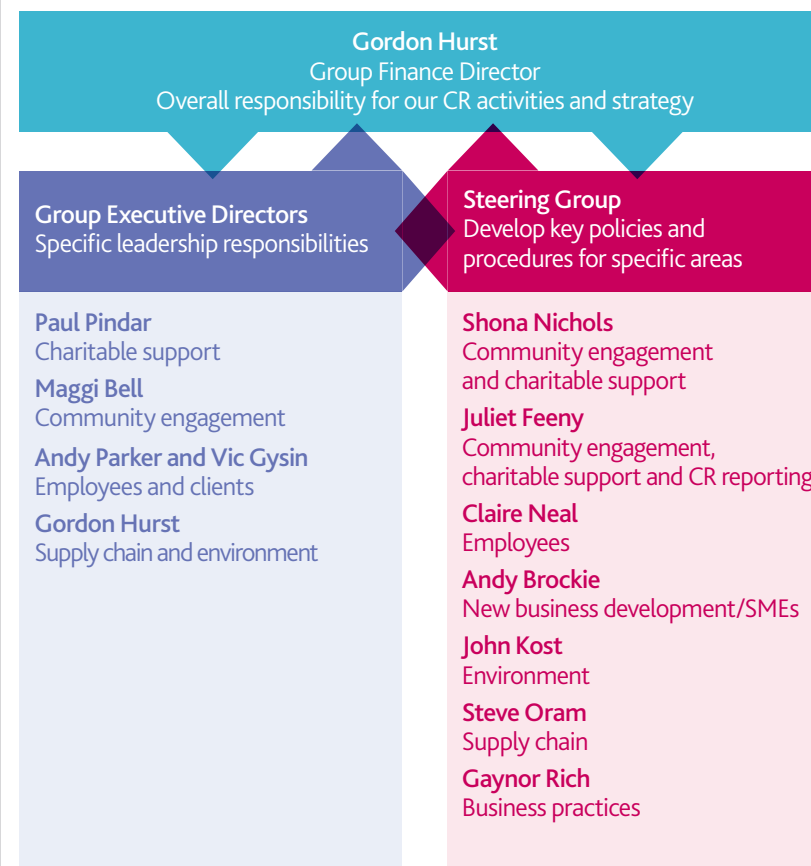 Gordon Hurst
Group Finance Director
Overall responsibility for our CR activities and strategy
Group Executive Directors
Specific leadership responsibilities
Paul Pindar
Charitable support
Maggi Bell
Community engagement
Andy Parker and Vic Gysin
Employees and clients
Gordon Hurst
Supply chain and environment
Steering Group
Develop key policies and
procedures for specific areas
Shona Nichols
Community engagement
and charitable support
Juliet Feeny
Community engagement,
charitable support and CR reporting
Claire Neal
Employees
Andy Brockie
New business development/SMEs
John Kost
Environment
Steve Oram
Supply chain
Gaynor Rich
Business practices